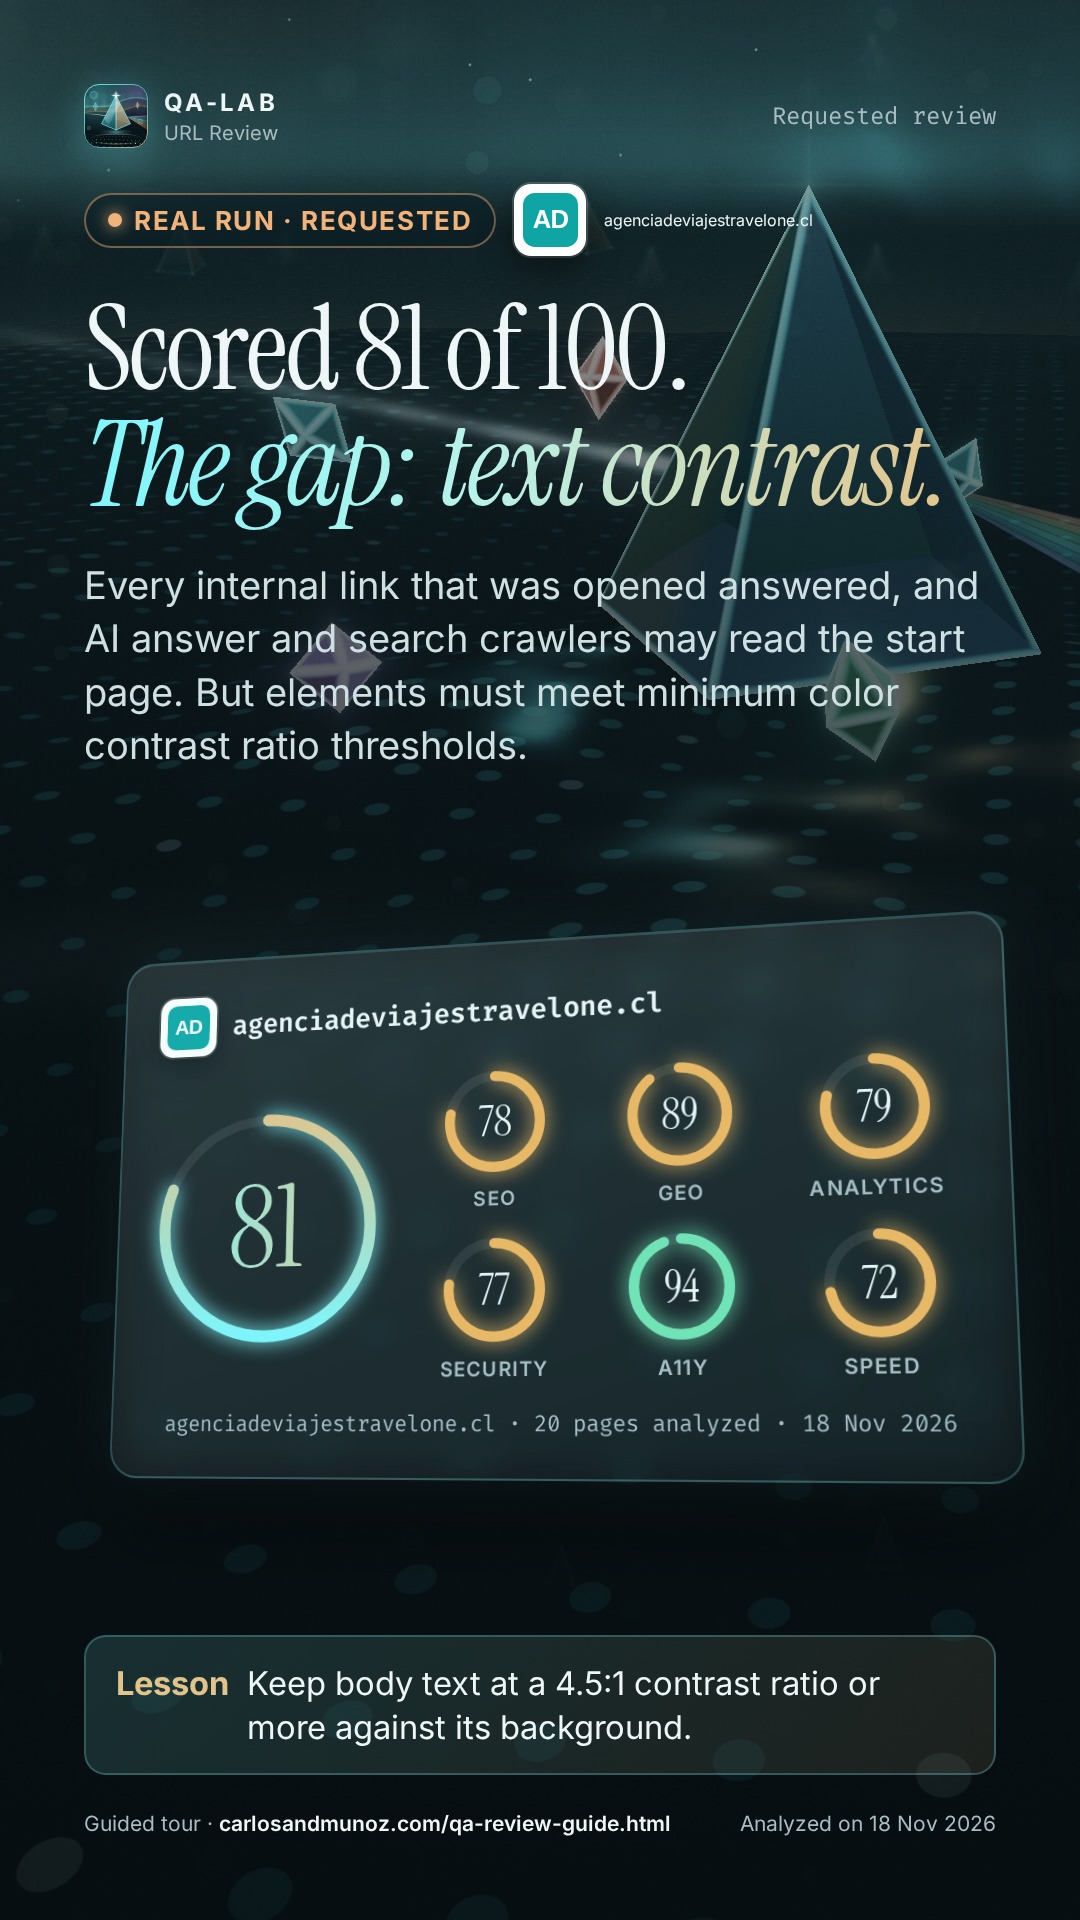 QA-LAB
URL Review
Requested review
REAL RUN · REQUESTED
AD
agenciadeviajestravelone.cl
Scored 81 of 100.
The gap: text contrast.
Every internal link that was opened answered, and
AI answer and search crawlers may read the start
page. But elements must meet minimum color
contrast ratio thresholds.
AD
agenciadeviajestravelone.cl
81
78
SEO
89
GEO
79
ANALYTICS
77
SECURITY
94
A11Y
72
SPEED
agenciadeviajestravelone.cl · 20 pages analyzed · 18 Nov 2026
Lesson Keep body text at a 4.5:1 contrast ratio or
more against its background.
Guided tour · carlosandmunoz.com/qa-review-guide.html
Analyzed on 18 Nov 2026